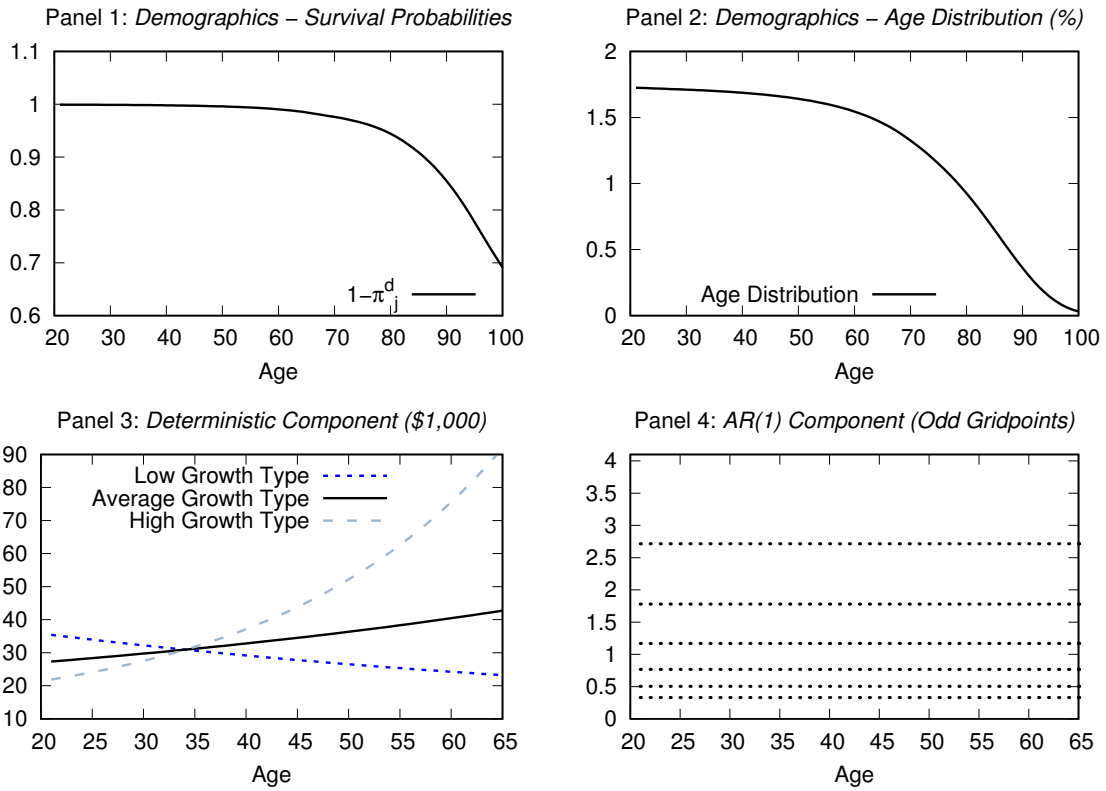 Panel 1: Demographics – Survival Probabilities
1.1
1
0.9
0.8
0.7
0.6
1−π^d_j
20 30 40 50 60 70 80 90 100
Age
Panel 2: Demographics – Age Distribution (%)
2
1.5
1
0.5
0
Age Distribution
20 30 40 50 60 70 80 90 100
Age
Panel 3: Deterministic Component ($1,000)
90
80
70
60
50
40
30
20
10
Low Growth Type
Average Growth Type
High Growth Type
20 25 30 35 40 45 50 55 60 65
Age
Panel 4: AR(1) Component (Odd Gridpoints)
4
3.5
3
2.5
2
1.5
1
0.5
0
20 25 30 35 40 45 50 55 60 65
Age